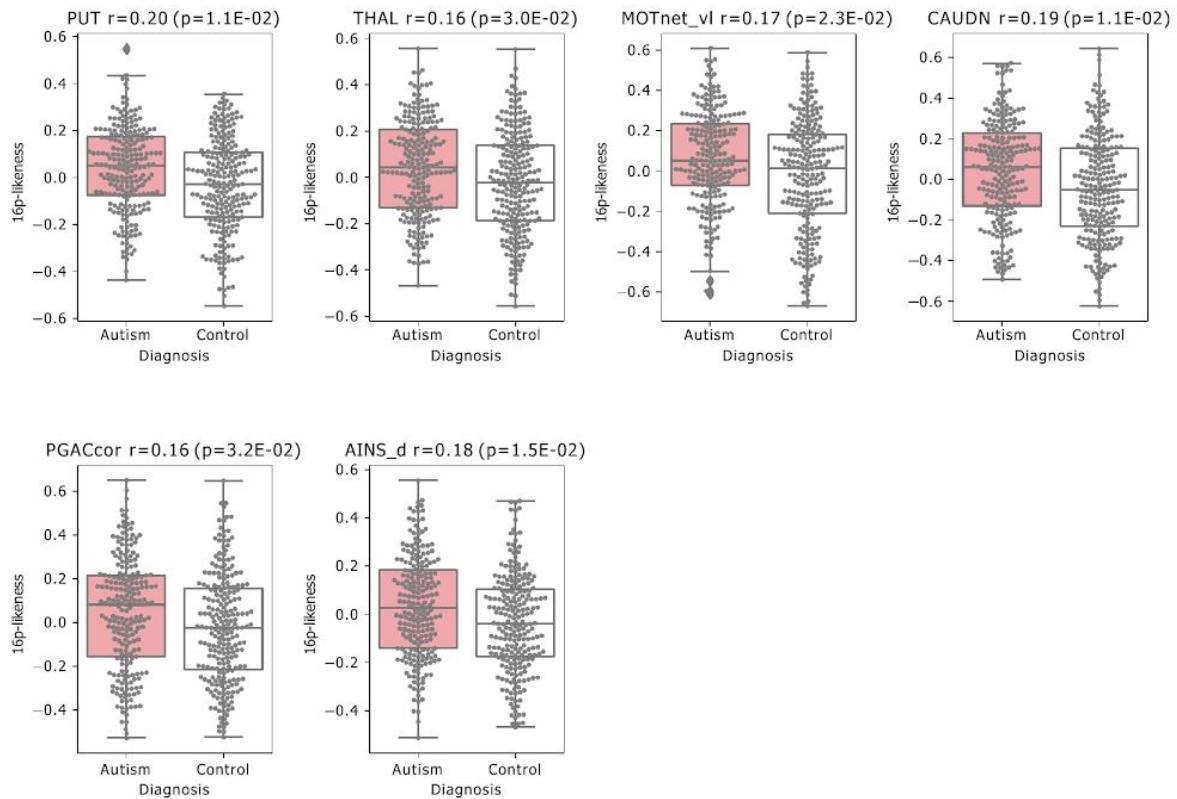 PUT r=0.20 (p=1.1E-02)
16p-likeness
0.6
0.4
0.2
0.0
−0.2
−0.4
−0.6
Autism Control
Diagnosis
THAL r=0.16 (p=3.0E-02)
16p-likeness
0.6
0.4
0.2
0.0
−0.2
−0.4
−0.6
Autism Control
Diagnosis
MOTnet_vl r=0.17 (p=2.3E-02)
16p-likeness
0.6
0.4
0.2
0.0
−0.2
−0.4
−0.6
Autism Control
Diagnosis
CAUDN r=0.19 (p=1.1E-02)
16p-likeness
0.6
0.4
0.2
0.0
−0.2
−0.4
−0.6
Autism Control
Diagnosis
PGACcor r=0.16 (p=3.2E-02)
16p-likeness
0.6
0.4
0.2
0.0
−0.2
−0.4
Autism Control
Diagnosis
AINS_d r=0.18 (p=1.5E-02)
16p-likeness
0.6
0.4
0.2
0.0
−0.2
−0.4
Autism Control
Diagnosis